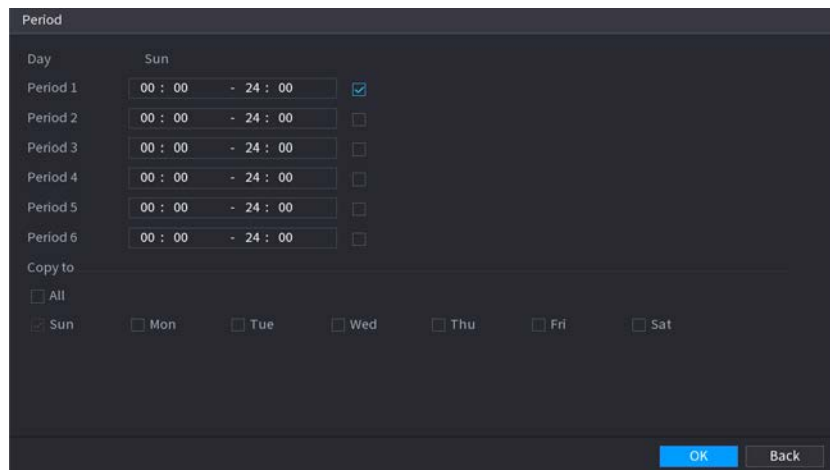 Period
Day Sun
Period 1 00 : 00 - 24 : 00
Period 2 00 : 00 - 24 : 00
Period 3 00 : 00 - 24 : 00
Period 4 00 : 00 - 24 : 00
Period 5 00 : 00 - 24 : 00
Period 6 00 : 00 - 24 : 00
Copy to
All
Sun Mon Tue Wed Thu Fri Sat
OK Back